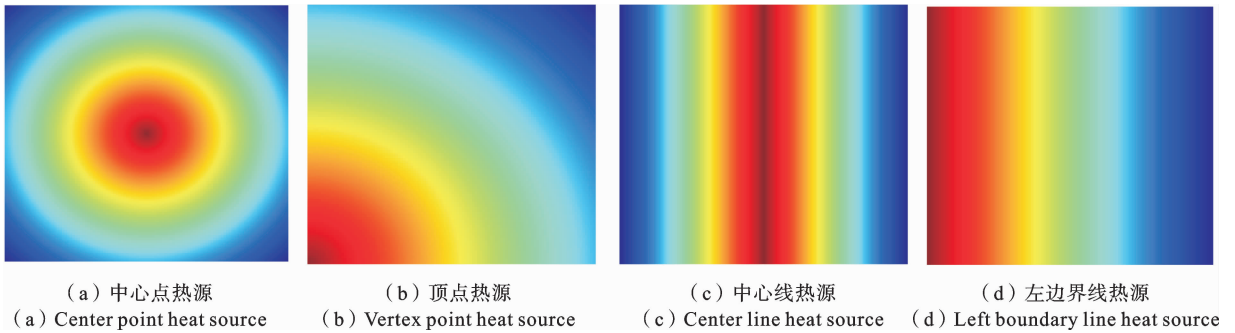 （a）中心点热源
（a）Center point heat source
（b）顶点热源
（b）Vertex point heat source
（c）中心线热源
（c）Center line heat source
（d）左边界线热源
（d）Left boundary line heat source